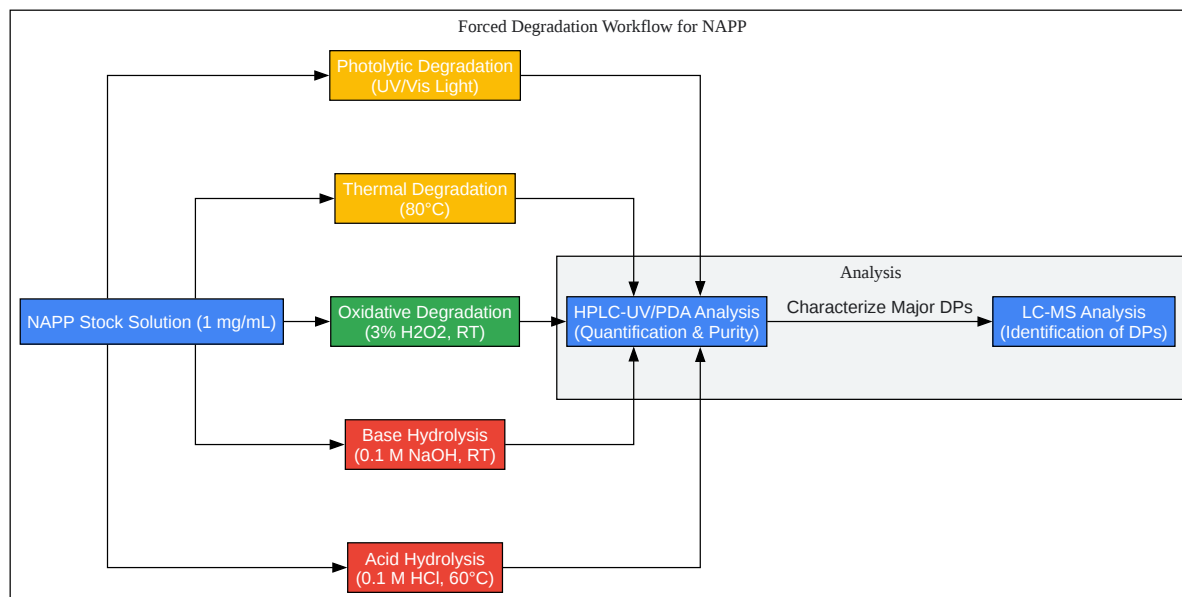 Forced Degradation Workflow for NAPP
Photolytic Degradation
(UV/Vis Light)
Thermal Degradation
(80°C)
Analysis
NAPP Stock Solution (1 mg/mL)
Oxidative Degradation
(3% H2O2, RT)
HPLC-UV/PDA Analysis
(Quantification & Purity)
Characterize Major DPs
LC-MS Analysis
(Identification of DPs)
Base Hydrolysis
(0.1 M NaOH, RT)
Acid Hydrolysis
(0.1 M HCl, 60°C)